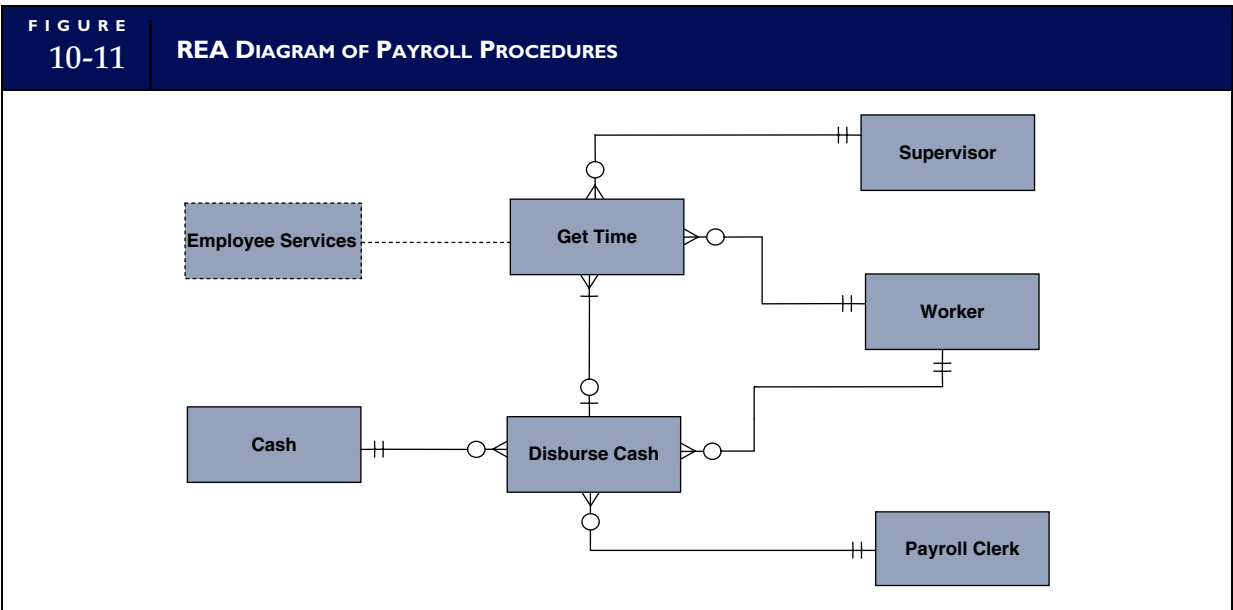 FIGURE
10-11
REA DIAGRAM OF PAYROLL PROCEDURES
Supervisor
Employee Services
Get Time
Worker
Cash
Disburse Cash
Payroll Clerk